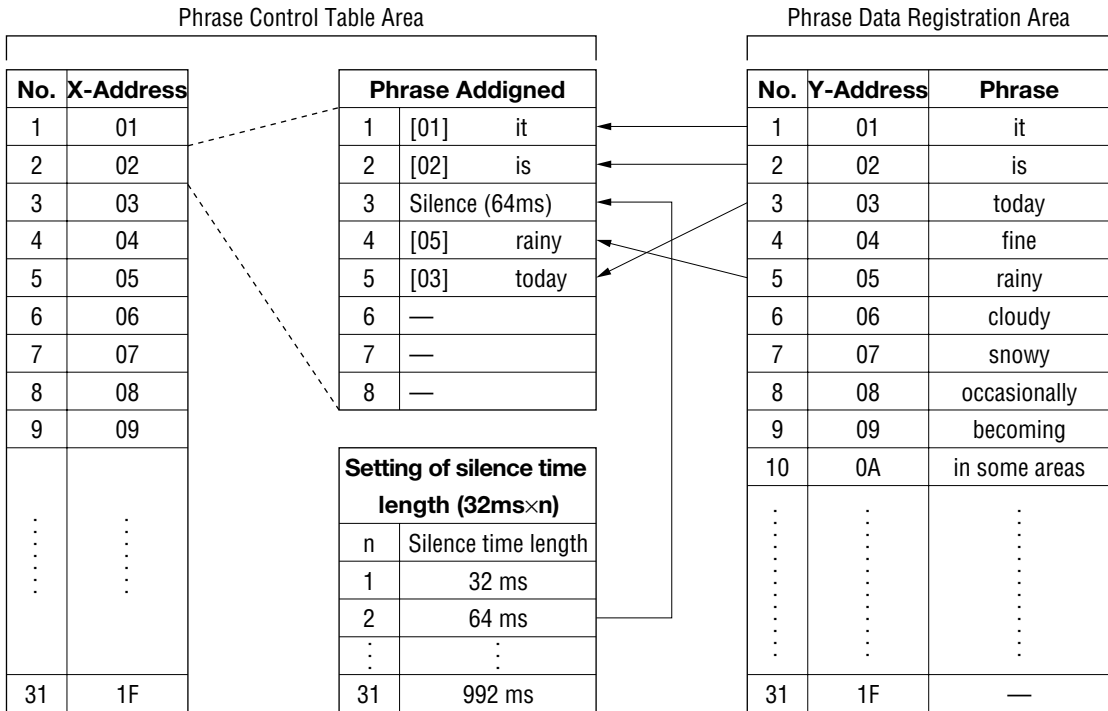 Phrase Control Table Area
Phrase Data Registration Area
No. X-Address
1 01
2 02
3 03
4 04
5 05
6 06
7 07
8 08
9 09
31 1F
Phrase Addigned
1 [01] it
2 [02] is
3 Silence (64ms)
4 [05] rainy
5 [03] today
6 —
7 —
8 —
Setting of silence time
length (32ms×n)
n Silence time length
1 32 ms
2 64 ms
31 992 ms
No. Y-Address Phrase
1 01 it
2 02 is
3 03 today
4 04 fine
5 05 rainy
6 06 cloudy
7 07 snowy
8 08 occasionally
9 09 becoming
10 0A in some areas
31 1F —